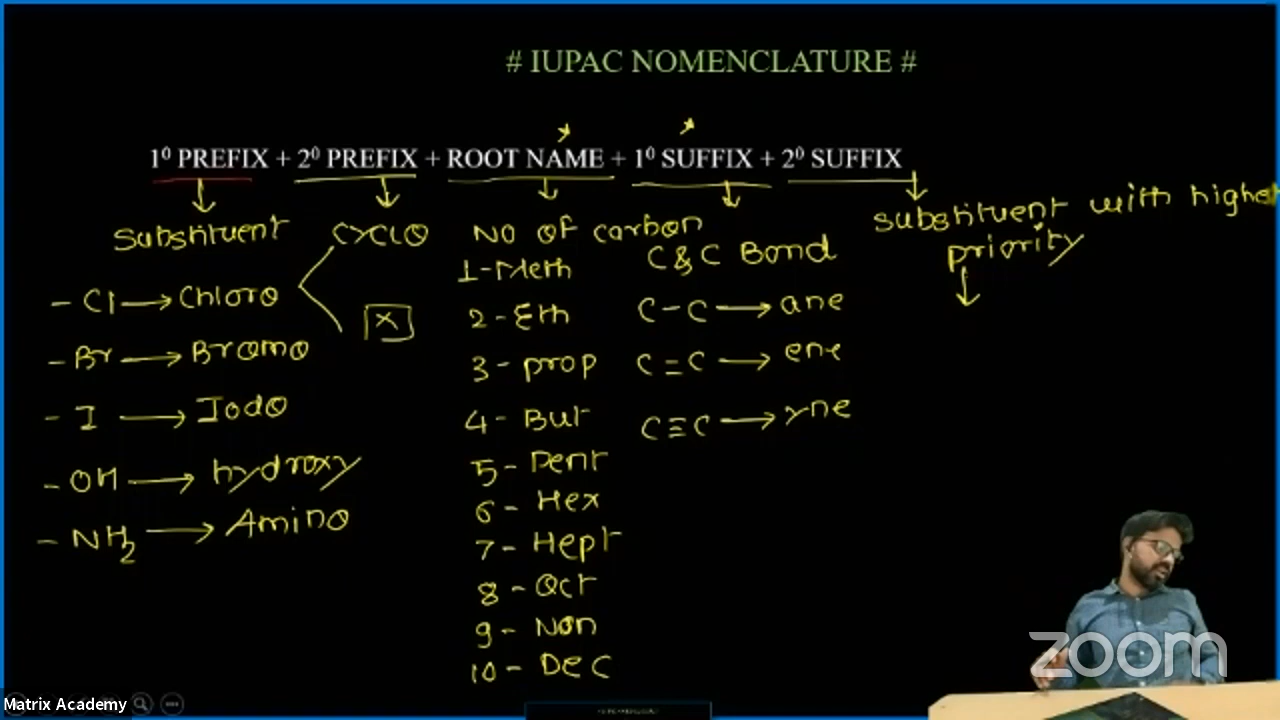 # IUPAC NOMENCLATURE #
1⁰ PREFIX + 2⁰ PREFIX + ROOT NAME + 1⁰ SUFFIX + 2⁰ SUFFIX
Substituent
- Cl → Chloro
- Br → Bromo
- I → Iodo
- OH → hydroxy
- NH₂ → Amino
CYCLO
X
NO OF carbon
1-Meth
2-Eth
3-prop
4-But
5-Pent
6-Hex
7-Hept
8-Oct
9-Non
10-Dec
C & C Bond
C-C → ane
C=C → ene
C≡C → yne
substituent with highe
priority
zoom
Matrix Academy